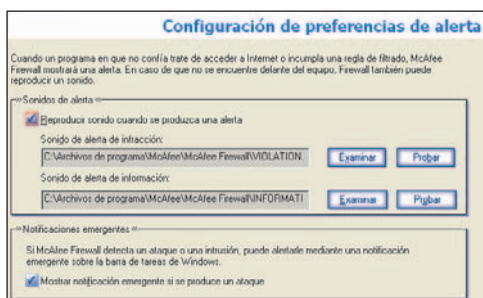 Configuración de preferencias de alerta
Cuando un programa en que no confía trate de acceder a Internet o incumpla una regla de filtrado, McAfee
Firewall mostrará una alerta. En caso de que no se encuentre delante del equipo, Firewall también puede
reproducir un sonido.
Sonidos de alerta
Reproducir sonido cuando se produzca una alerta
Sonido de alerta de infracción:
C:\Archivos de programa\McAfee\McAfee Firewall\VIOLATION.
Examinar
Probar
Sonido de alerta de información:
C:\Archivos de programa\McAfee\McAfee Firewall\INFORMATI
Examinar
Probar
Notificaciones emergentes
Si McAfee Firewall detecta un ataque o una intrusión, puede alertarle mediante una notificación
emergente sobre la barra de tareas de Windows.
Mostrar notificación emergente si se produce un ataque